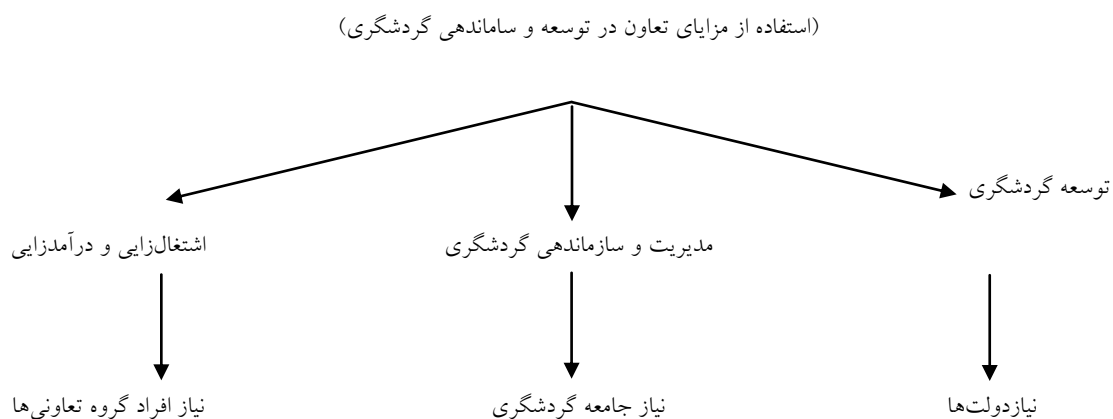 (استفاده از مزایای تعاون در توسعه و ساماندهی گردشگری)
توسعه گردشگری
مدیریت و سازماندهی گردشگری
اشتغال‌زایی و درآمدزایی
نیازدولت‌ها
نیاز جامعه گردشگری
نیاز افراد گروه تعاونی‌ها